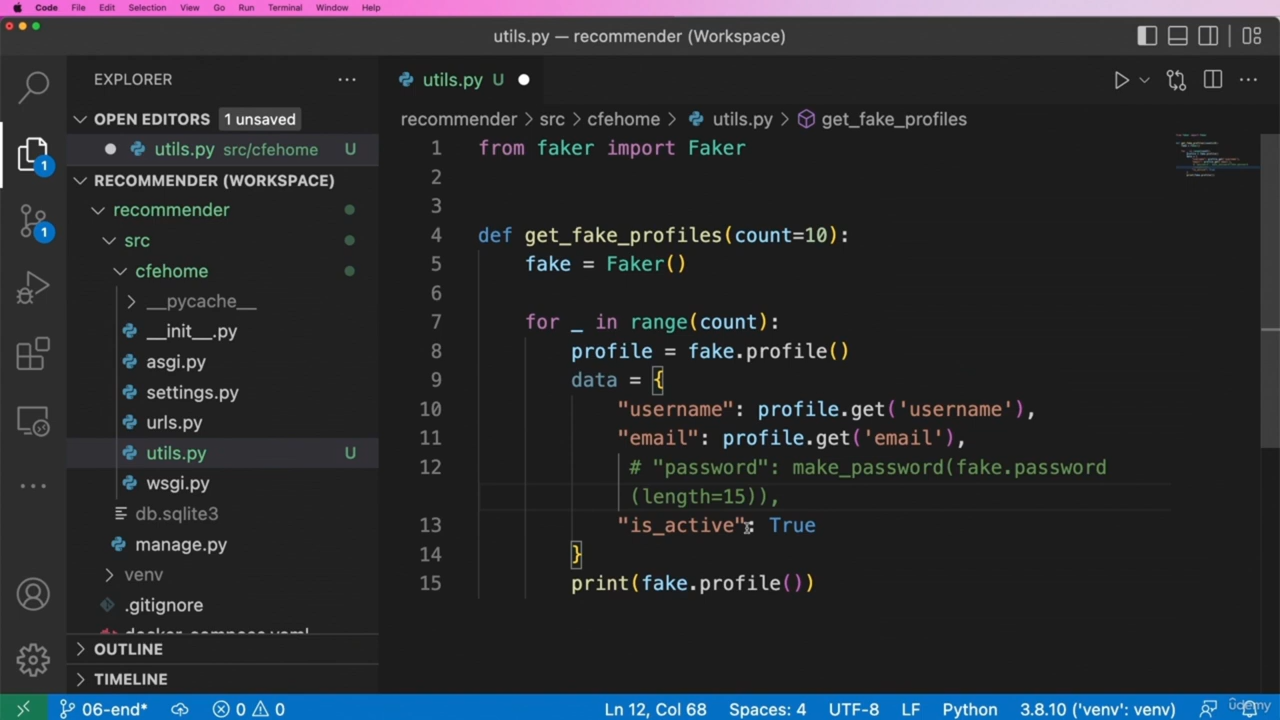 Code File Edit Selection View Go Run Terminal Window Help
utils.py — recommender (Workspace)
EXPLORER
utils.py U
OPEN EDITORS 1 unsaved
recommender > src > cfehome > utils.py > get_fake_profiles
utils.py src/cfehome U
RECOMMENDER (WORKSPACE)
recommender
src
cfehome
__pycache__
__init__.py
asgi.py
settings.py
urls.py
utils.py U
wsgi.py
db.sqlite3
manage.py
venv
.gitignore
docker-compose.yaml
OUTLINE
TIMELINE
1
1
1 from faker import Faker
2
3
4 def get_fake_profiles(count=10):
5 fake = Faker()
6
7 for _ in range(count):
8 profile = fake.profile()
9 data = {
10 "username": profile.get('username'),
11 "email": profile.get('email'),
12 # "password": make_password(fake.password
(length=15)),
13 "is_active": True
14 }
15 print(fake.profile())
06-end* 0 0 Ln 12, Col 68 Spaces: 4 UTF-8 LF Python 3.8.10 ('venv': venv)
udemy